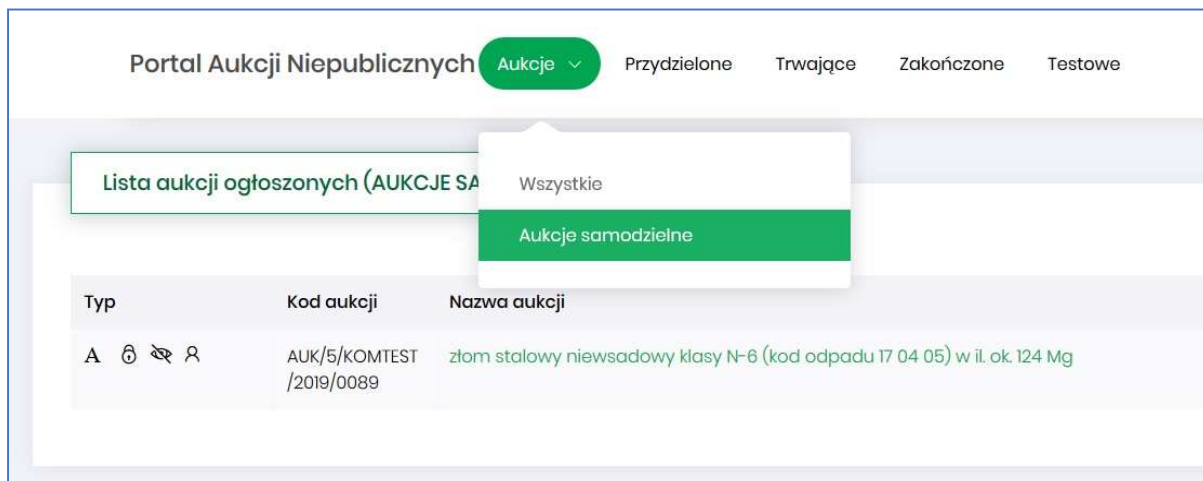 Portal Aukcji Niepublicznych Aukcje Przydzielone Trwające Zakończone Testowe
Lista aukcji ogłoszonych (AUKCJE SA
Wszystkie
Aukcje samodzielne
Typ Kod aukcji Nazwa aukcji
A AUK/5/KOMTEST złom stalowy niewsadowy klasy N-6 (kod odpadu 17 04 05) w il. ok. 124 Mg
/2019/0089